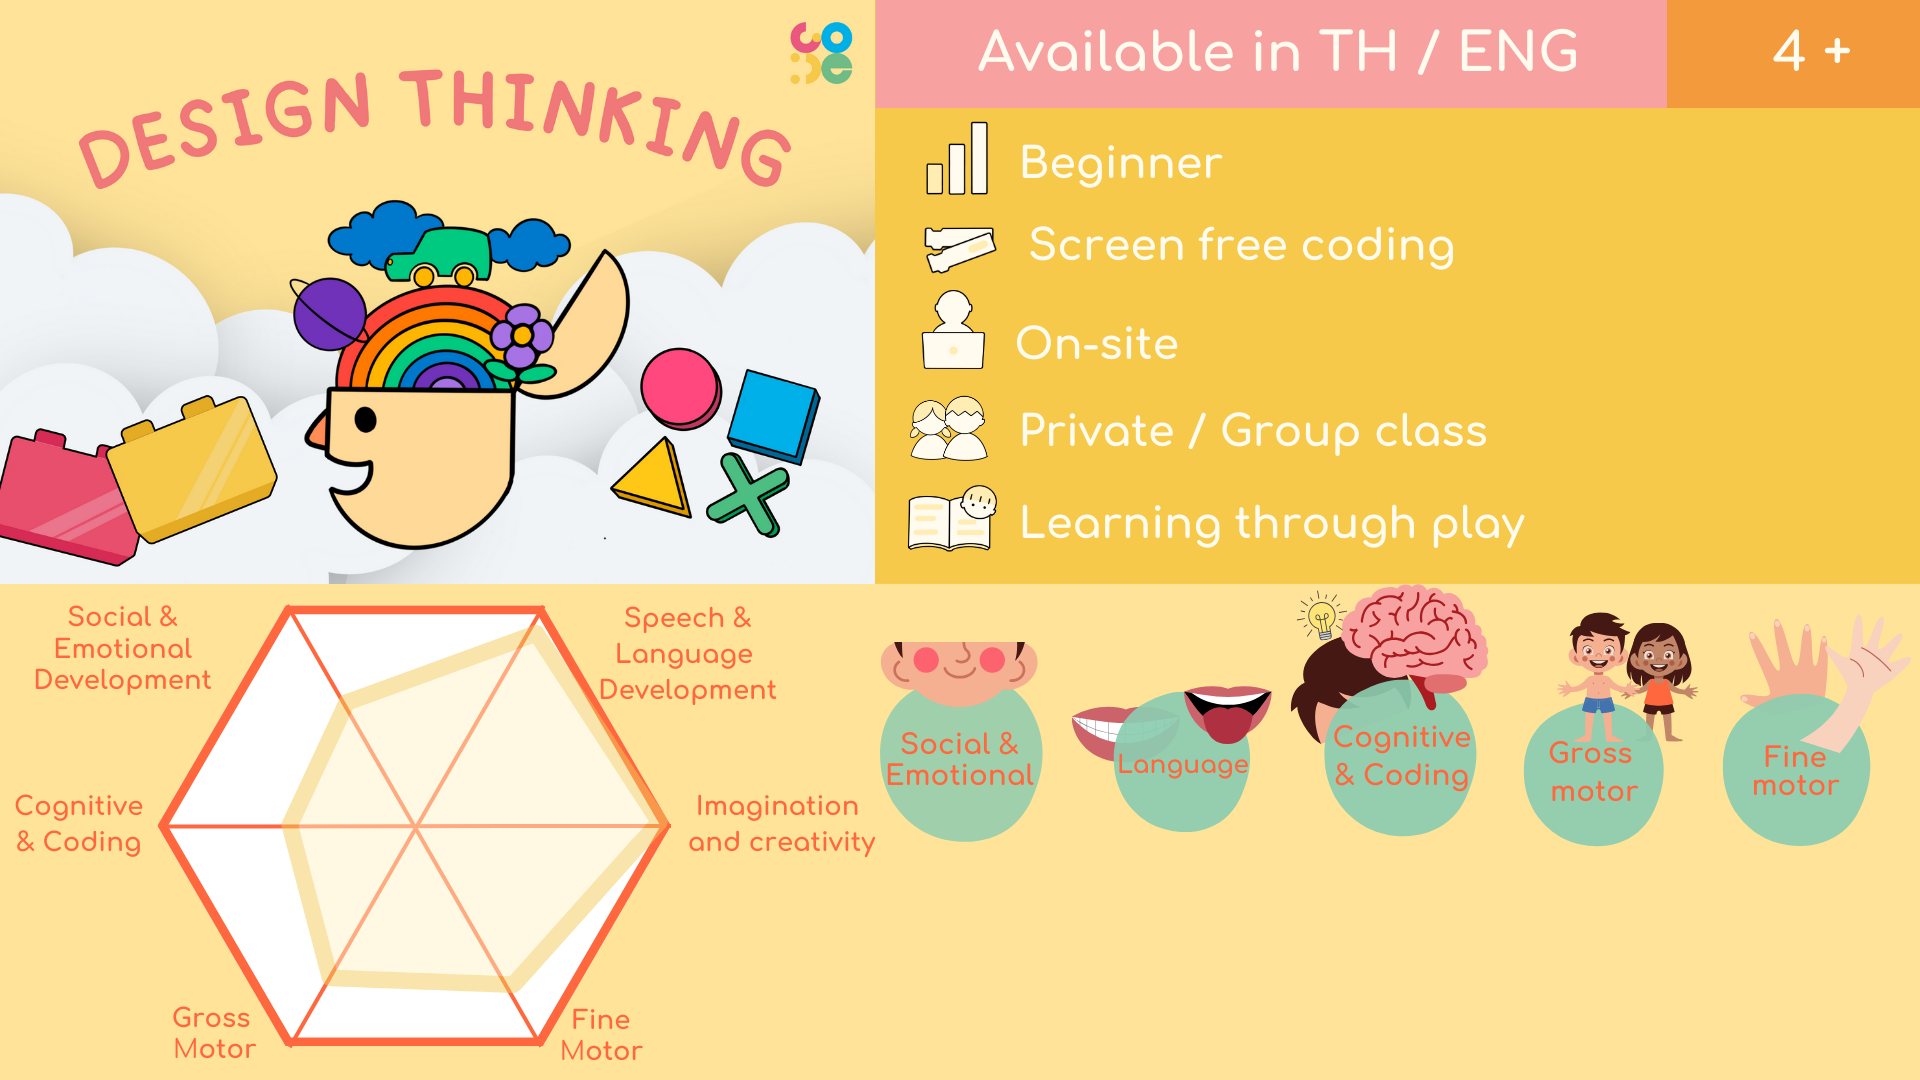 DESIGN THINKING
CODE
Available in TH / ENG
4 +
Beginner
Screen free coding
On-site
Private / Group class
Learning through play
Social &
Emotional
Development
Speech &
Language
Development
Cognitive
& Coding
Imagination
and creativity
Gross
Motor
Fine
Motor
Social &
Emotional
Language
Cognitive
& Coding
Gross
motor
Fine
motor